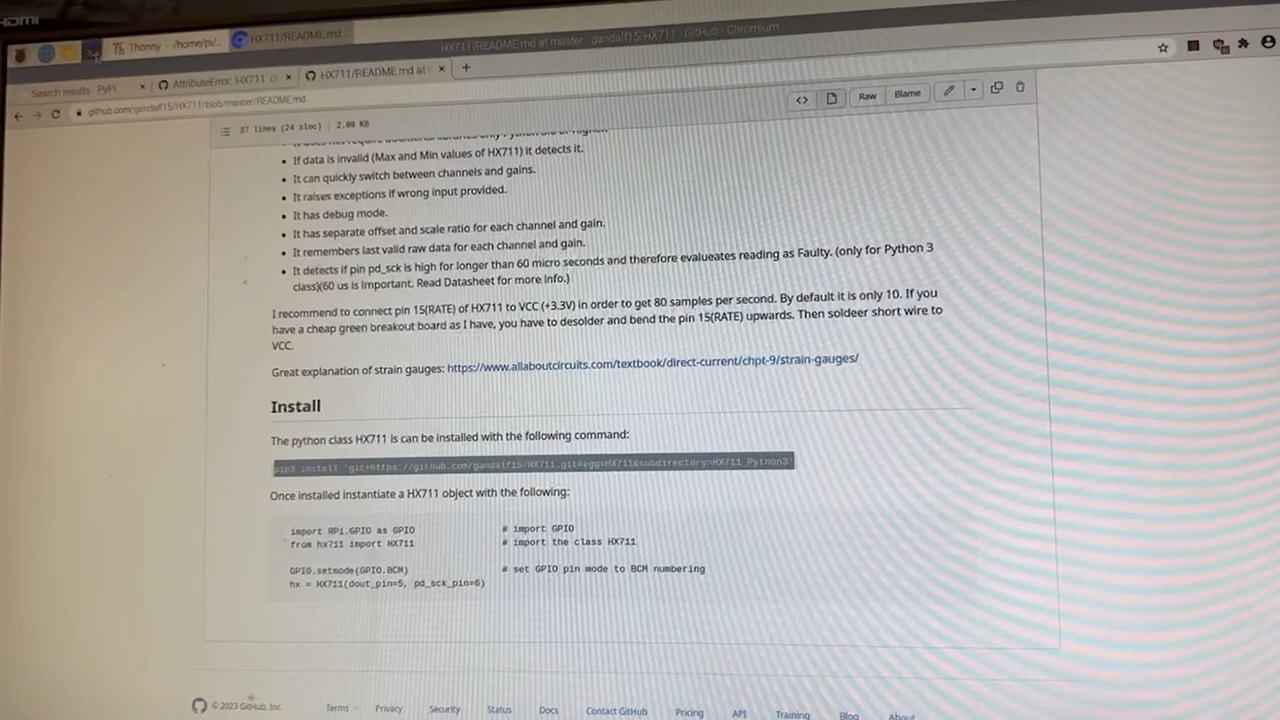 HDMI
Thonny - /home/pi/...
HX711/README.md...
HX711/README.md at master · gandalf15/HX711 · GitHub - Chromium
Search results · PyPI
AttributeError: 'HX711' o
HX711/README.md at
github.com/gandalf15/HX711/blob/master/README.md
37 lines (24 sloc) 2.08 KB
Raw
Blame
If data is invalid (Max and Min values of HX711) it detects it.
It can quickly switch between channels and gains.
It raises exceptions if wrong input provided.
It has debug mode.
It has separate offset and scale ratio for each channel and gain.
It remembers last valid raw data for each channel and gain.
It detects if pin pd_sck is high for longer than 60 micro seconds and therefore evalueates reading as Faulty. (only for Python 3
class)(60 us is important. Read Datasheet for more info.)
I recommend to connect pin 15(RATE) of HX711 to VCC (+3.3V) in order to get 80 samples per second. By default it is only 10. If you
have a cheap green breakout board as I have, you have to desolder and bend the pin 15(RATE) upwards. Then soldeer short wire to
VCC.
Great explanation of strain gauges: https://www.allaboutcircuits.com/textbook/direct-current/chpt-9/strain-gauges/
Install
The python class HX711 is can be installed with the following command:
pip3 install 'git+https://github.com/gandalf15/HX711.git#egg=HX711&subdirectory=HX711_Python3'
Once installed instantiate a HX711 object with the following:
import RPi.GPIO as GPIO # import GPIO
from hx711 import HX711 # import the class HX711
GPIO.setmode(GPIO.BCM) # set GPIO pin mode to BCM numbering
hx = HX711(dout_pin=5, pd_sck_pin=6)
© 2023 GitHub, Inc. Terms Privacy Security Status Docs Contact GitHub Pricing API Training Blog About